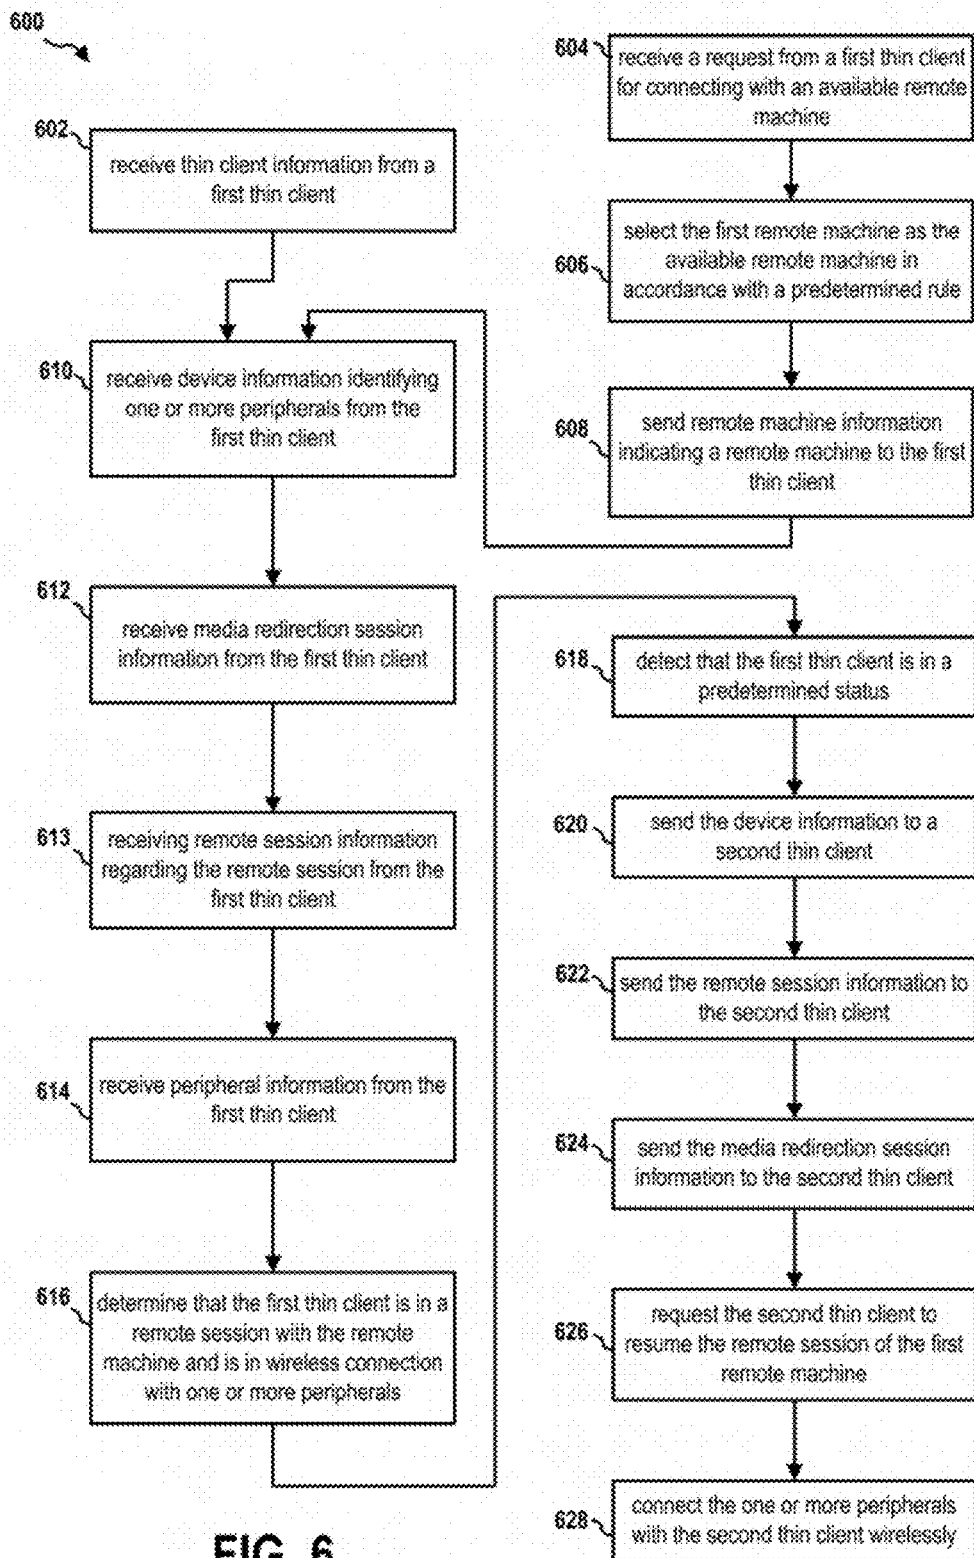 600
602
receive thin client information from a
first thin client
604
receive a request from a first thin client
for connecting with an available remote
machine
606
select the first remote machine as the
available remote machine in
accordance with a predetermined rule
608
send remote machine information
indicating a remote machine to the first
thin client
610
receive device information identifying
one or more peripherals from the
first thin client
612
receive media redirection session
information from the first thin client
613
receiving remote session information
regarding the remote session from the
first thin client
614
receive peripheral information from the
first thin client
616
determine that the first thin client is in a
remote session with the remote
machine and is in wireless connection
with one or more peripherals
618
detect that the first thin client is in a
predetermined status
620
send the device information to a
second thin client
622
send the remote session information to
the second thin client
624
send the media redirection session
information to the second thin client
626
request the second thin client to
resume the remote session of the first
remote machine
628
connect the one or more peripherals
with the second thin client wirelessly
FIG. 6